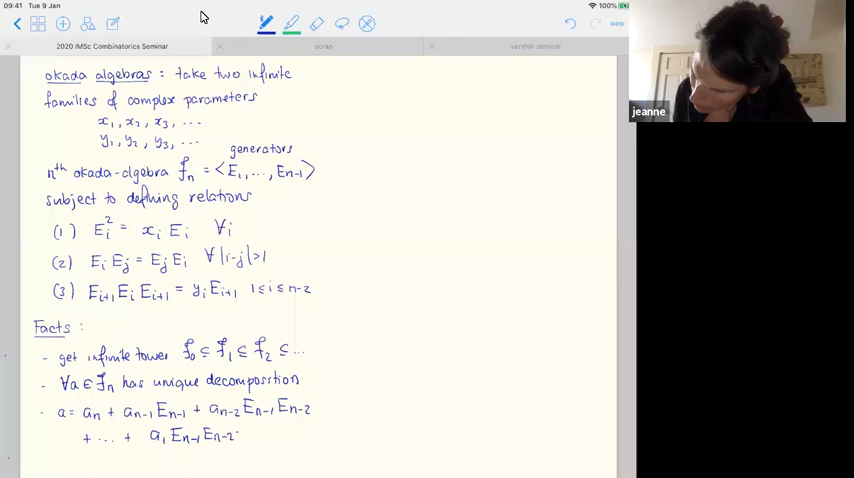 09:41 Tue 9 Jan
100%
2020 IMSc Combinatorics Seminar
scrap
vershik seminar
jeanne
okada algebras : take two infinite
families of complex parameters
x₁, x₂, x₃, ...
y₁, y₂, y₃, ...
generators
nᵗʰ okada-algebra 𝓕ₙ = <E₁, ..., Eₙ₋₁>
subject to defining relations
(1) Eᵢ² = xᵢ Eᵢ ∀i
(2) Eᵢ Eⱼ = Eⱼ Eᵢ ∀ |i-j|>1
(3) Eᵢ₊₁ Eᵢ Eᵢ₊₁ = yᵢ Eᵢ₊₁ 1 ≤ i ≤ n-2
Facts :
- get infinite tower 𝓕₀ ⊆ 𝓕₁ ⊆ 𝓕₂ ⊆ ...
- ∀a ∈ 𝓕ₙ has unique decomposition
· a = aₙ + aₙ₋₁ Eₙ₋₁ + aₙ₋₂ Eₙ₋₁ Eₙ₋₂
+ ... + a₁ Eₙ₋₁ Eₙ₋₂